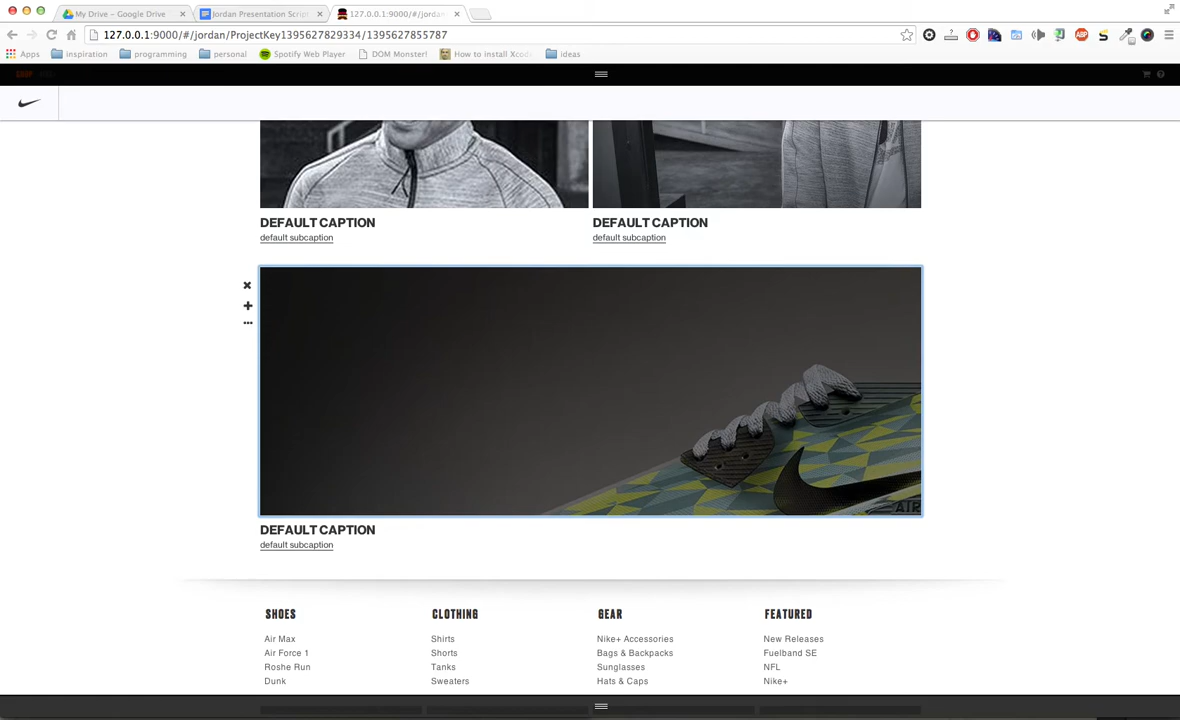 My Drive – Google Drive
Jordan Presentation Scrip
127.0.0.1:9000/#/jordan
127.0.0.1:9000/#/jordan/ProjectKey1395627829334/1395627855787
Apps inspiration programming personal Spotify Web Player DOM Monster! How to install Xcode ideas
DEFAULT CAPTION DEFAULT CAPTION
default subcaption default subcaption
AIR
DEFAULT CAPTION
default subcaption
SHOES CLOTHING GEAR FEATURED
Air Max Shirts Nike+ Accessories New Releases
Air Force 1 Shorts Bags & Backpacks Fuelband SE
Roshe Run Tanks Sunglasses NFL
Dunk Sweaters Hats & Caps Nike+